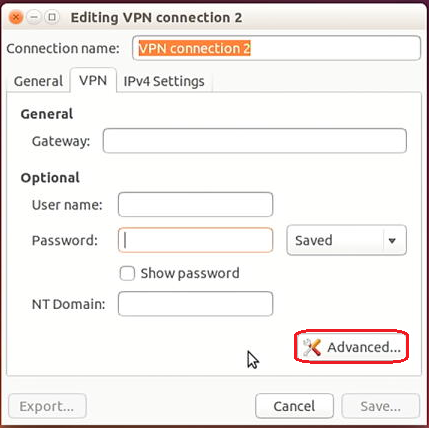 Editing VPN connection 2
Connection name: VPN connection 2
General VPN IPv4 Settings
General
Gateway:
Optional
User name:
Password: Saved
Show password
NT Domain:
Advanced...
Export... Cancel Save...